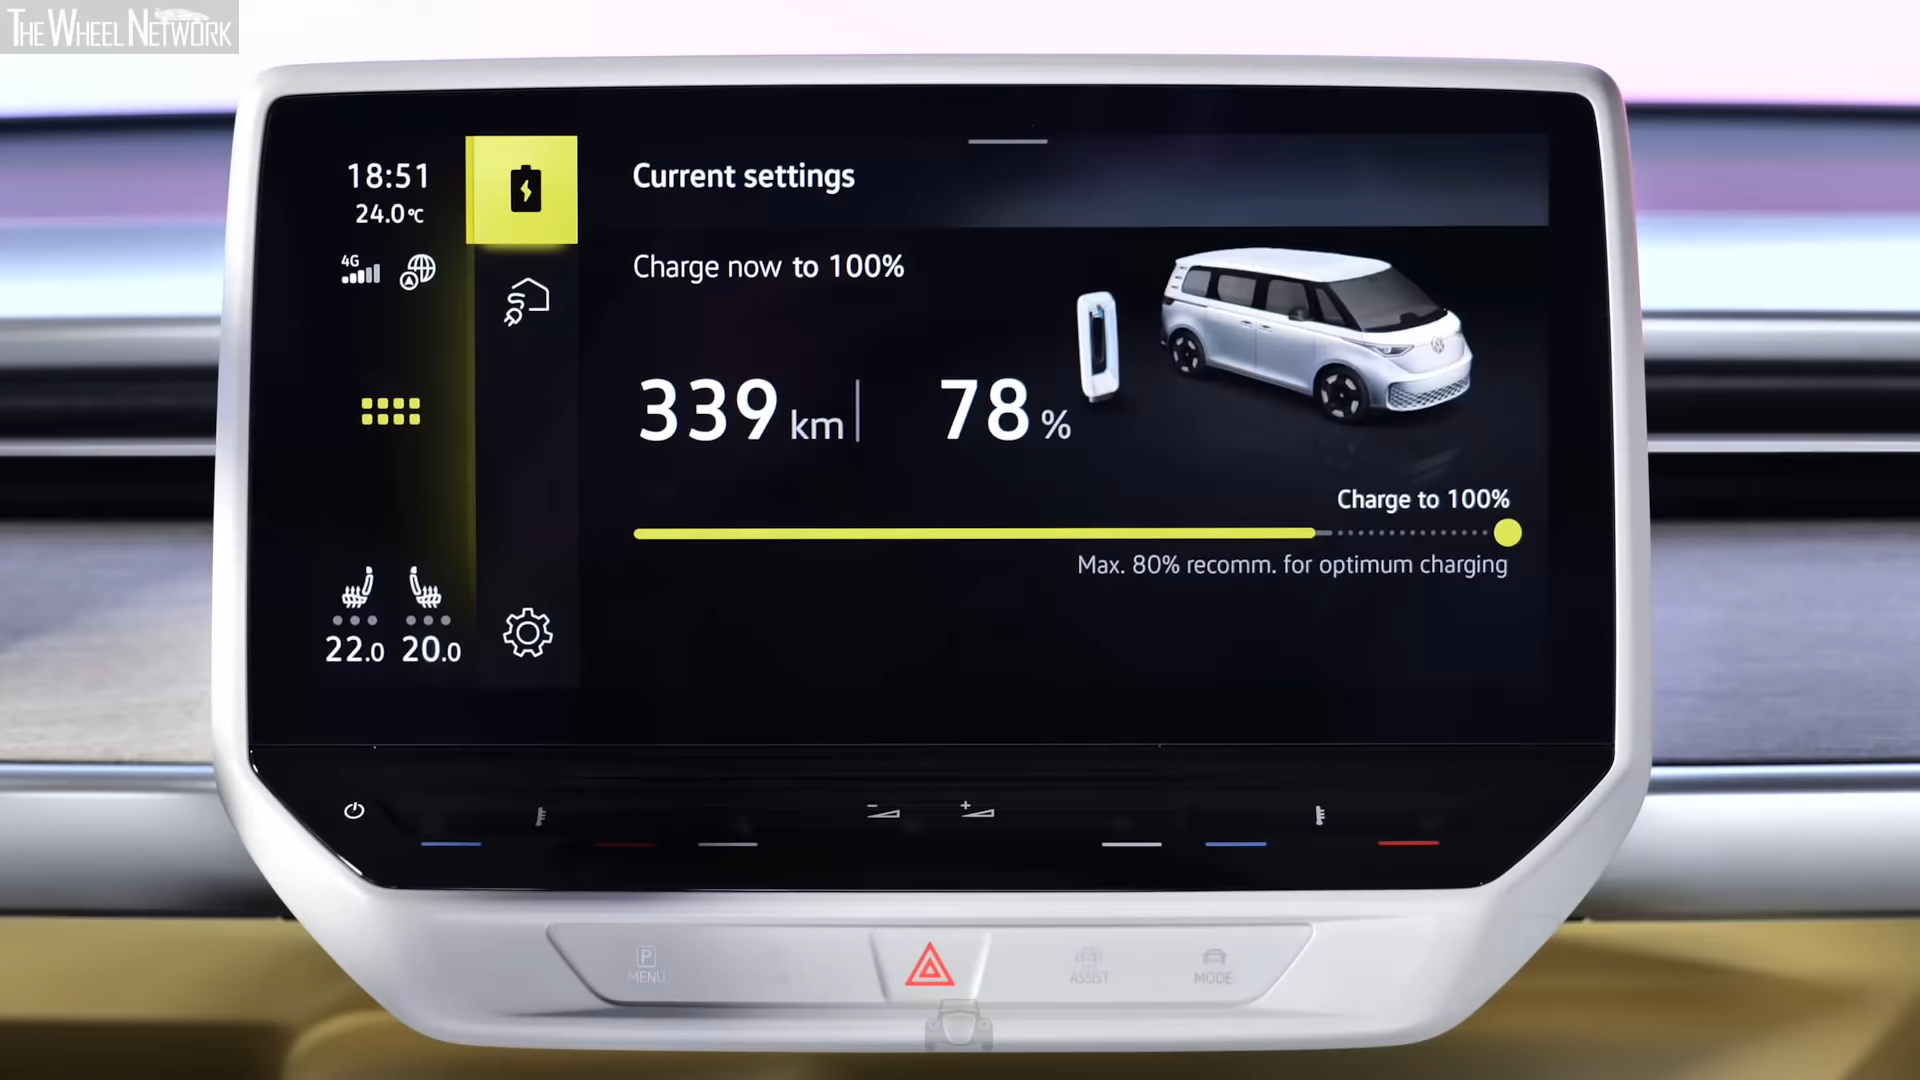 THE WHEEL NETWORK
18:51
24.0°C
4G
Current settings
Charge now to 100%
339 km
78 %
Charge to 100%
Max. 80% recomm. for optimum charging
22.0 20.0
P
MENU
ASSIST
MODE